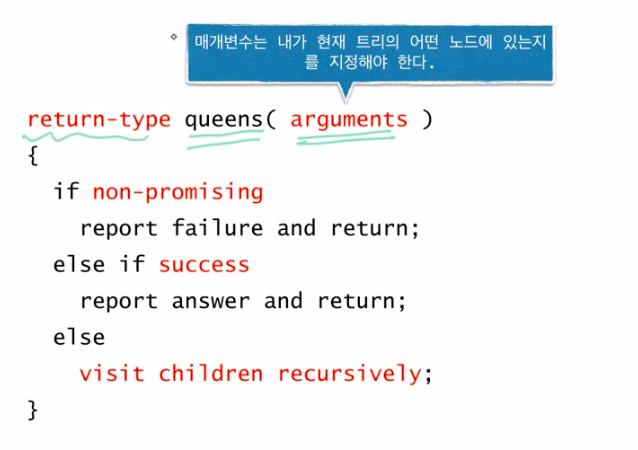 매개변수는 내가 현재 트리의 어떤 노드에 있는지
를 지정해야 한다.
return-type queens( arguments )
{
if non-promising
report failure and return;
else if success
report answer and return;
else
visit children recursively;
}